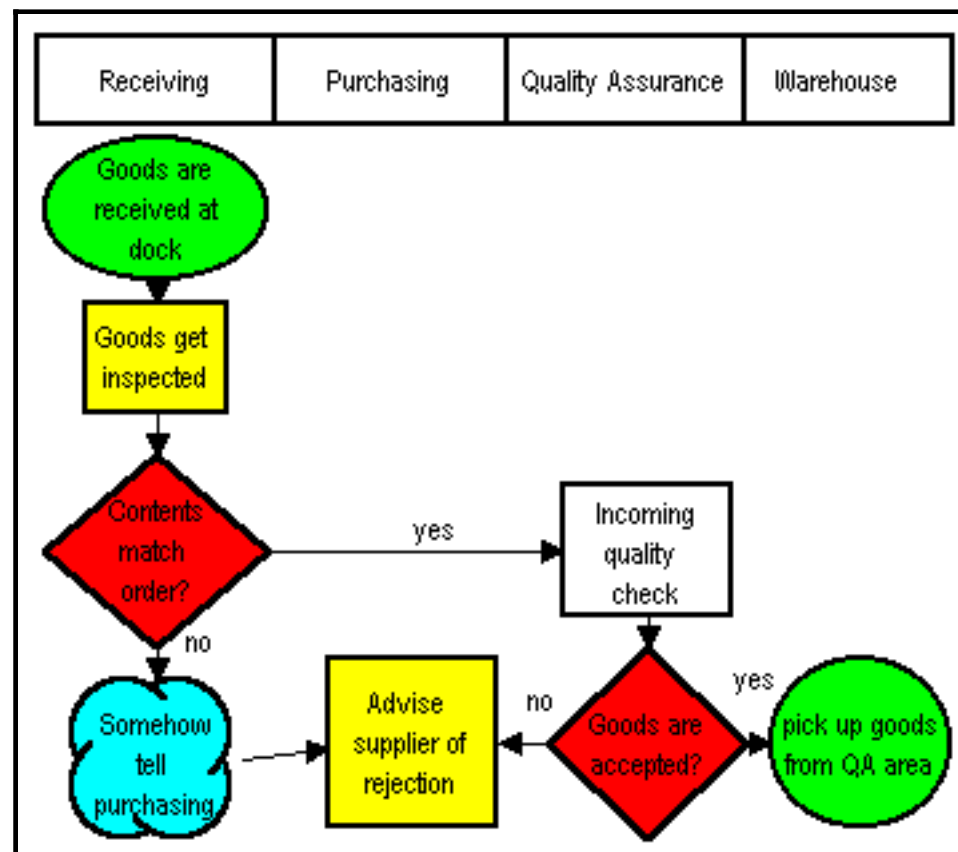 Receiving
Purchasing
Quality Assurance
Warehouse
Goods are
received at
dock
Goods get
inspected
Contents
match
order?
yes
Incoming
quality
check
no
Somehow
tell
purchasing
Advise
supplier of
rejection
no
Goods are
accepted?
yes
pick up goods
from QA area